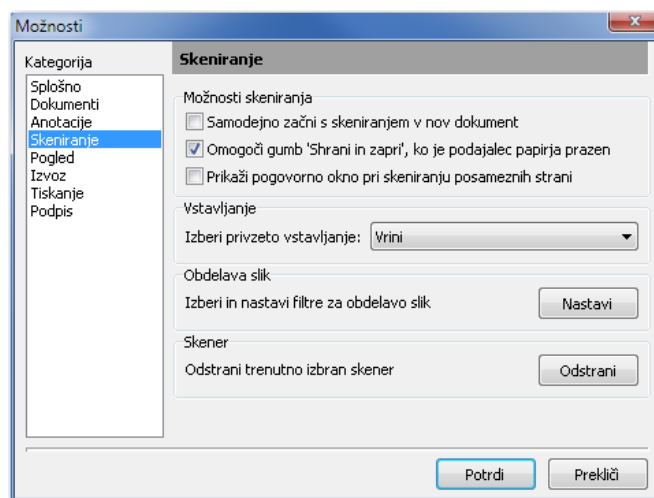 Možnosti
Kategorija
Splošno
Dokumenti
Anotacije
Skeniranje
Pogled
Izvoz
Tiskanje
Podpis
Skeniranje
Možnosti skeniranja
Samodejno začni s skeniranjem v nov dokument
Omogoči gumb 'Shrani in zapri', ko je podajalec papirja prazen
Prikaži pogovorno okno pri skeniranju posameznih strani
Vstavljanje
Izberi privzeto vstavljanje: Vrini
Obdelava slik
Izberi in nastavi filtre za obdelavo slik Nastavi
Skener
Odstrani trenutno izbran skener Odstrani
Potrdi Prekliči